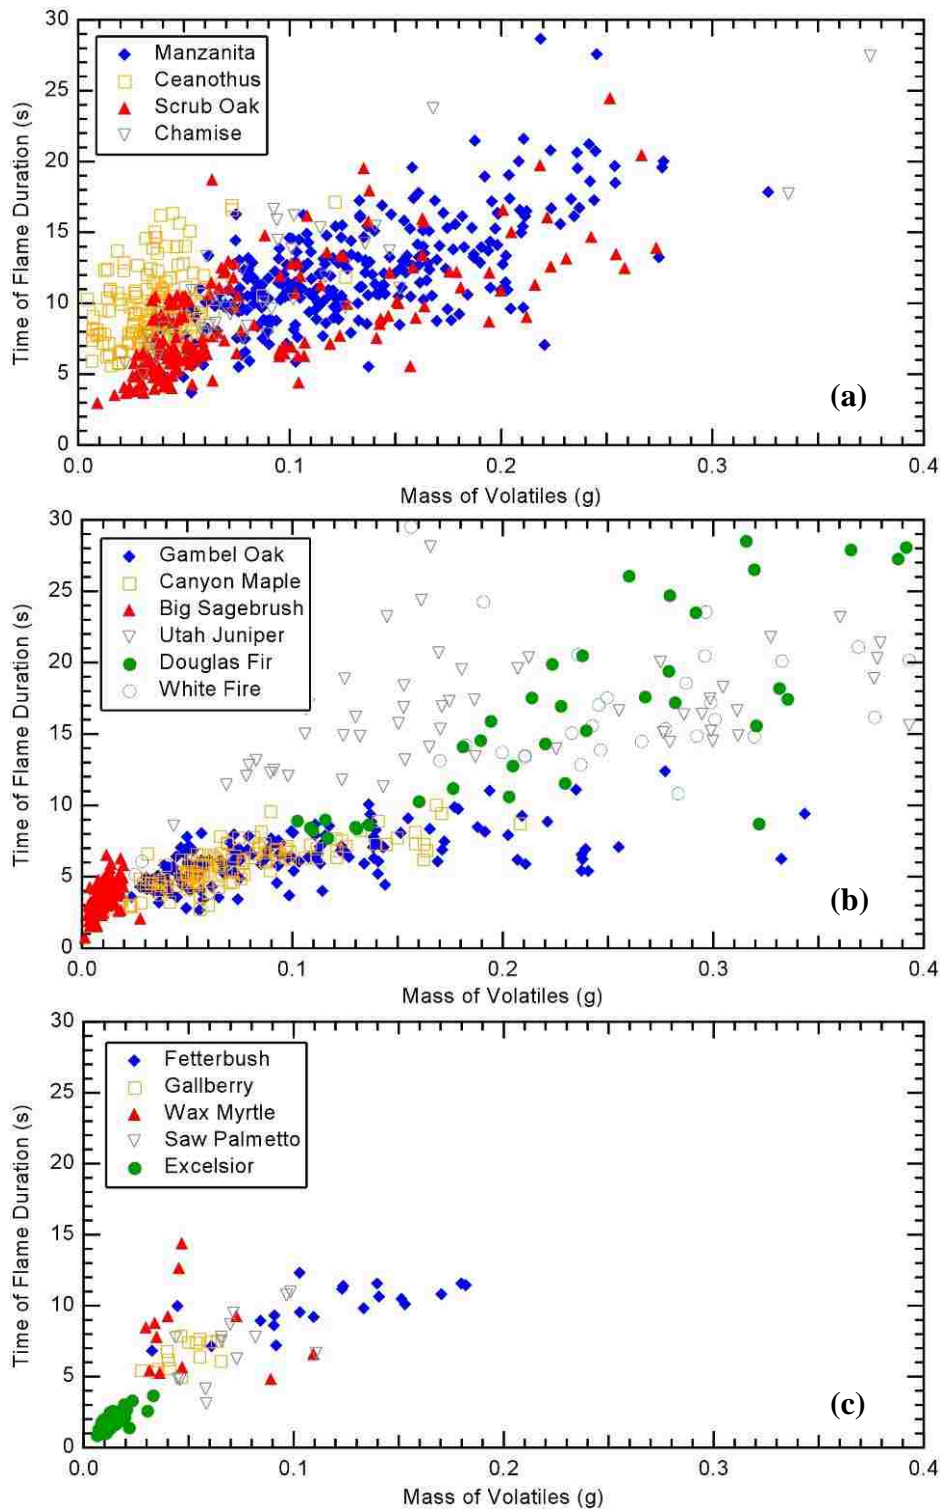 30
25
20
15
10
5
0
Time of Flame Duration (s)
Manzanita
Ceanothus
Scrub Oak
Chamise
(a)
0.0 0.1 0.2 0.3 0.4
Mass of Volatiles (g)
30
25
20
15
10
5
0
Time of Flame Duration (s)
Gambel Oak
Canyon Maple
Big Sagebrush
Utah Juniper
Douglas Fir
White Fire
(b)
0.0 0.1 0.2 0.3 0.4
Mass of Volatiles (g)
30
25
20
15
10
5
0
Time of Flame Duration (s)
Fetterbush
Gallberry
Wax Myrtle
Saw Palmetto
Excelsior
(c)
0.0 0.1 0.2 0.3 0.4
Mass of Volatiles (g)